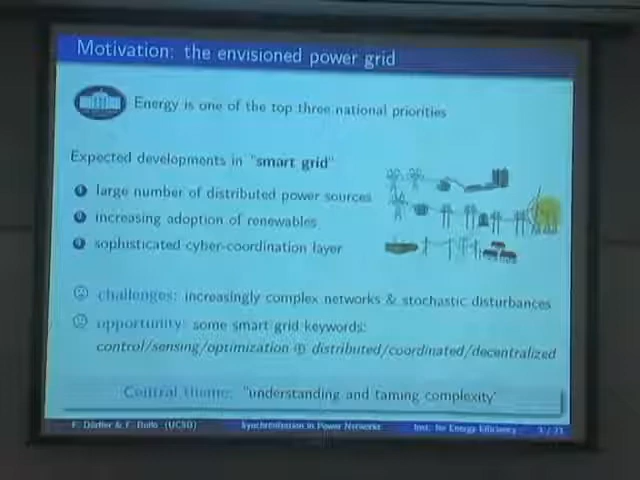 Motivation: the envisioned power grid
Energy is one of the top three national priorities
Expected developments in "smart grid"
1 large number of distributed power sources
2 increasing adoption of renewables
3 sophisticated cyber-coordination layer
challenges: increasingly complex networks & stochastic disturbances
opportunity: some smart grid keywords:
control/sensing/optimization ⊕ distributed/coordinated/decentralized
Central theme: "understanding and taming complexity"
F. Dörfler & F. Bullo (UCSB) Synchronization in Power Networks Inst. for Energy Efficiency